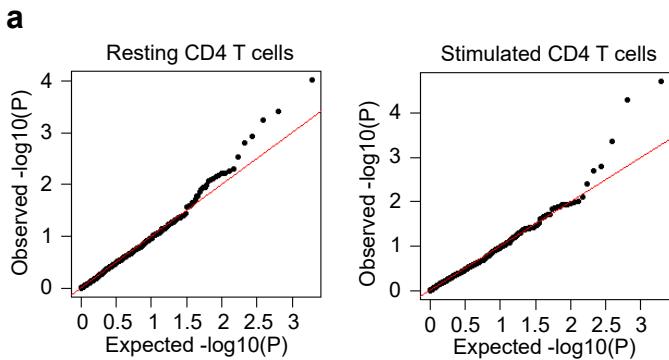 a
Resting CD4 T cells
Stimulated CD4 T cells
Observed -log10(P)
4
3
2
1
0
0 0.5 1 1.5 2 2.5 3
Expected -log10(P)
Observed -log10(P)
4
3
2
1
0
0 0.5 1 1.5 2 2.5 3
Expected -log10(P)